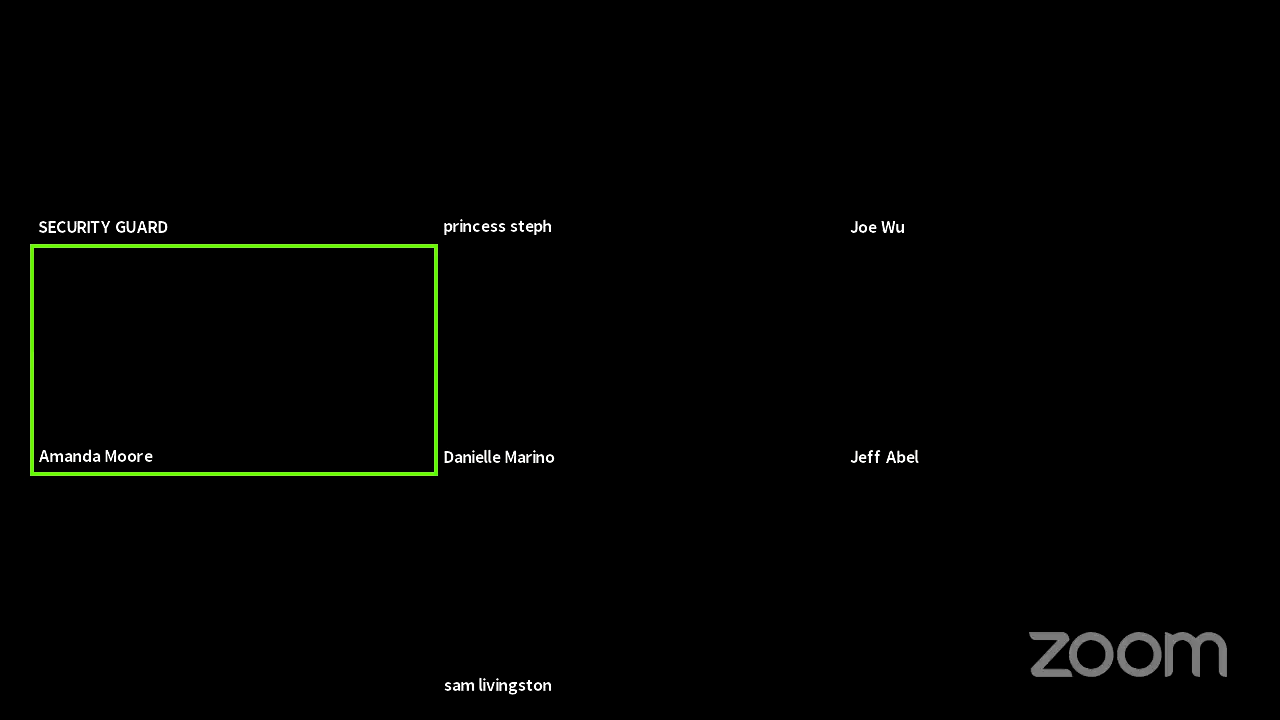 SECURITY GUARD
princess steph
Joe Wu
Amanda Moore
Danielle Marino
Jeff Abel
sam livingston
zoom